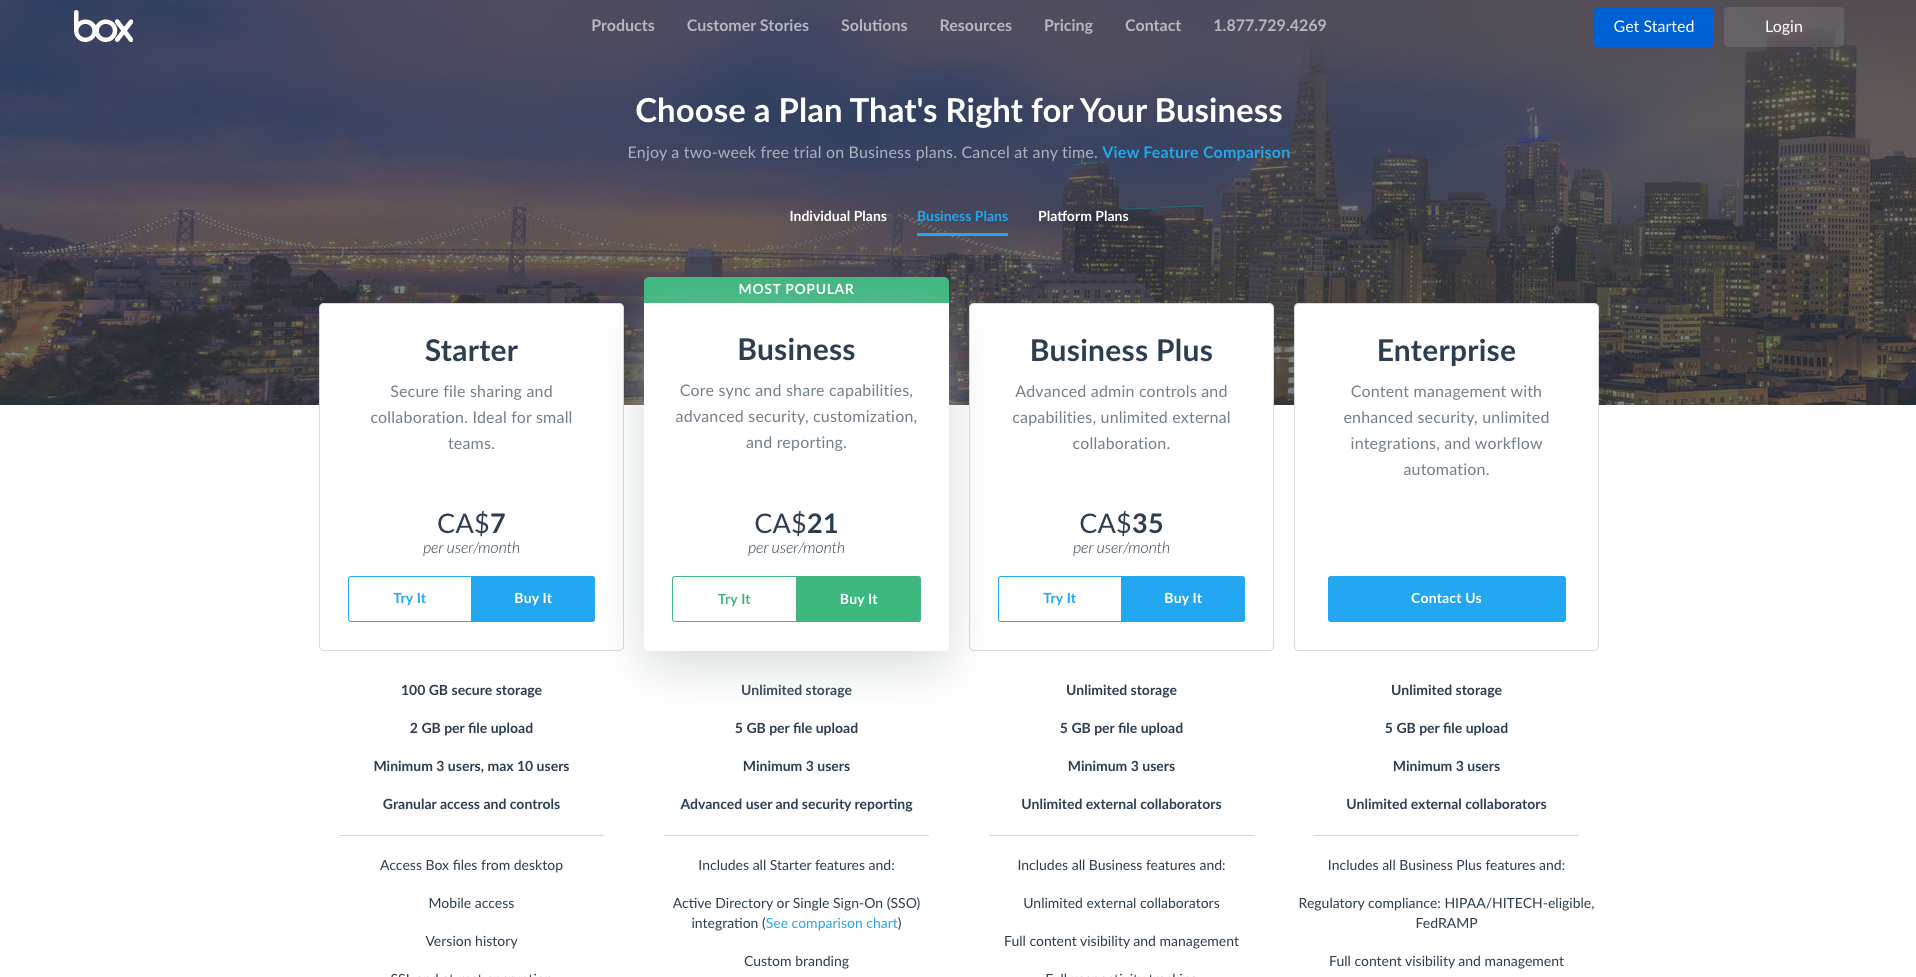 box
Products Customer Stories Solutions Resources Pricing Contact 1.877.729.4269 Get Started Login
Choose a Plan That's Right for Your Business
Enjoy a two-week free trial on Business plans. Cancel at any time. View Feature Comparison
Individual Plans Business Plans Platform Plans
Starter
Secure file sharing and
collaboration. Ideal for small
teams.
CA$7
per user/month
Try It Buy It
100 GB secure storage
2 GB per file upload
Minimum 3 users, max 10 users
Granular access and controls
Access Box files from desktop
Mobile access
Version history
MOST POPULAR
Business
Core sync and share capabilities,
advanced security, customization,
and reporting.
CA$21
per user/month
Try It Buy It
Unlimited storage
5 GB per file upload
Minimum 3 users
Advanced user and security reporting
Includes all Starter features and:
Active Directory or Single Sign-On (SSO)
integration (See comparison chart)
Custom branding
Business Plus
Advanced admin controls and
capabilities, unlimited external
collaboration.
CA$35
per user/month
Try It Buy It
Unlimited storage
5 GB per file upload
Minimum 3 users
Unlimited external collaborators
Includes all Business features and:
Unlimited external collaborators
Full content visibility and management
Enterprise
Content management with
enhanced security, unlimited
integrations, and workflow
automation.
Contact Us
Unlimited storage
5 GB per file upload
Minimum 3 users
Unlimited external collaborators
Includes all Business Plus features and:
Regulatory compliance: HIPAA/HITECH-eligible,
FedRAMP
Full content visibility and management